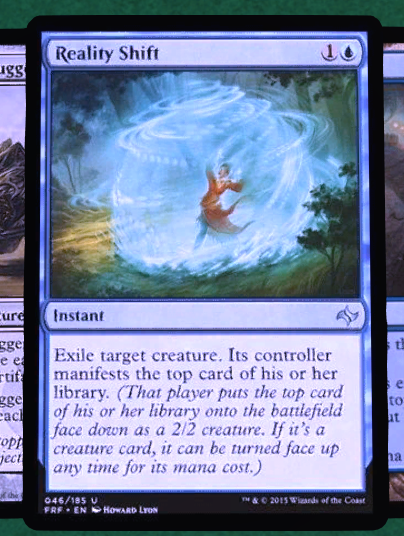 Reality Shift 1
Instant
Exile target creature. Its controller
manifests the top card of his or her
library. (That player puts the top card
of his or her library onto the battlefield
face down as a 2/2 creature. If it's a
creature card, it can be turned face up
any time for its mana cost.)
046/185 U
FRF • EN HOWARD LYON
™ & © 2015 Wizards of the Coast